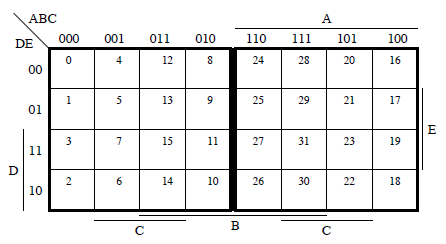 ABC A
DE 000 001 011 010 110 111 101 100
00 0 4 12 8 24 28 20 16
01 1 5 13 9 25 29 21 17
E
11 3 7 15 11 27 31 23 19
D
10 2 6 14 10 26 30 22 18
C B C